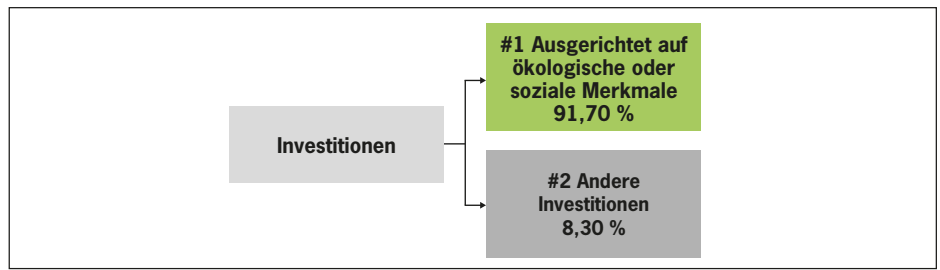 #1 Ausgerichtet auf
ökologische oder
soziale Merkmale
91,70 %
Investitionen
#2 Andere
Investitionen
8,30 %